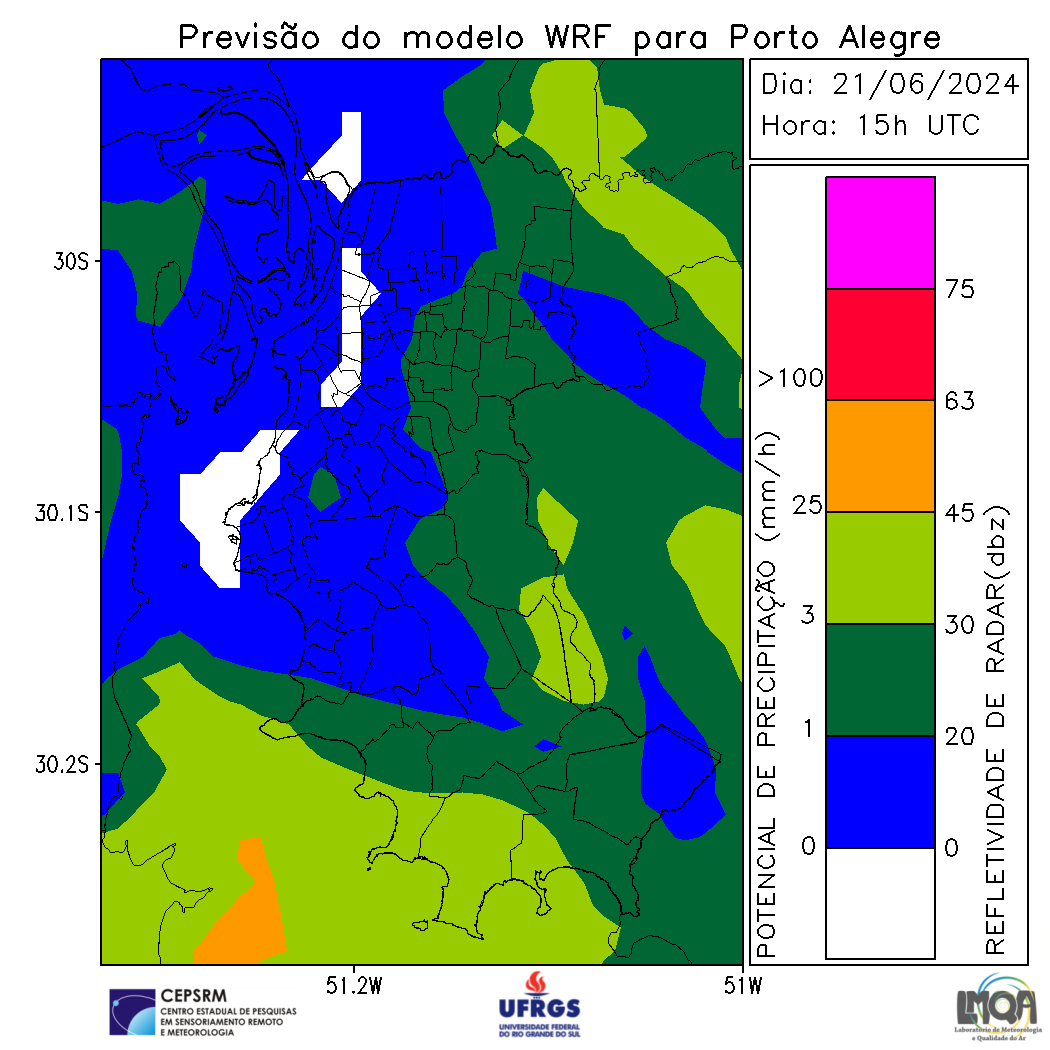 Previsão do modelo WRF para Porto Alegre
Dia: 21/06/2024
Hora: 15h UTC
30S
30.1S
30.2S
51.2W
51W
POTENCIAL DE PRECIPITAÇÃO (mm/h)
>100
25
3
1
0
75
63
45
30
20
0
REFLETIVIDADE DE RADAR(dbz)
CEPSRM
CENTRO ESTADUAL DE PESQUISAS
EM SENSORIAMENTO REMOTO
E METEOROLOGIA
UFRGS
UNIVERSIDADE FEDERAL
DO RIO GRANDE DO SUL
LMQA
Laboratório de Meteorologia
e Qualidade do Ar